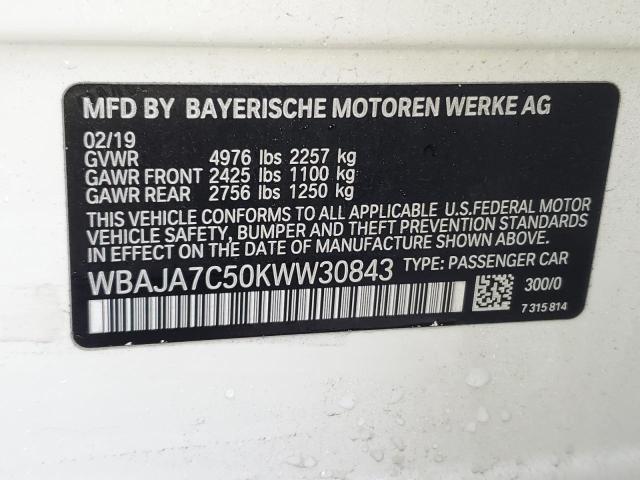 MFD BY BAYERISCHE MOTOREN WERKE AG
02/19
GVWR 4976 lbs 2257 kg
GAWR FRONT 2425 lbs 1100 kg
GAWR REAR 2756 lbs 1250 kg
THIS VEHICLE CONFORMS TO ALL APPLICABLE U.S.FEDERAL MOTOR
VEHICLE SAFETY, BUMPER AND THEFT PREVENTION STANDARDS
IN EFFECT ON THE DATE OF MANUFACTURE SHOWN ABOVE.
WBAJA7C50KWW30843 TYPE: PASSENGER CAR
300/0
7 315 814